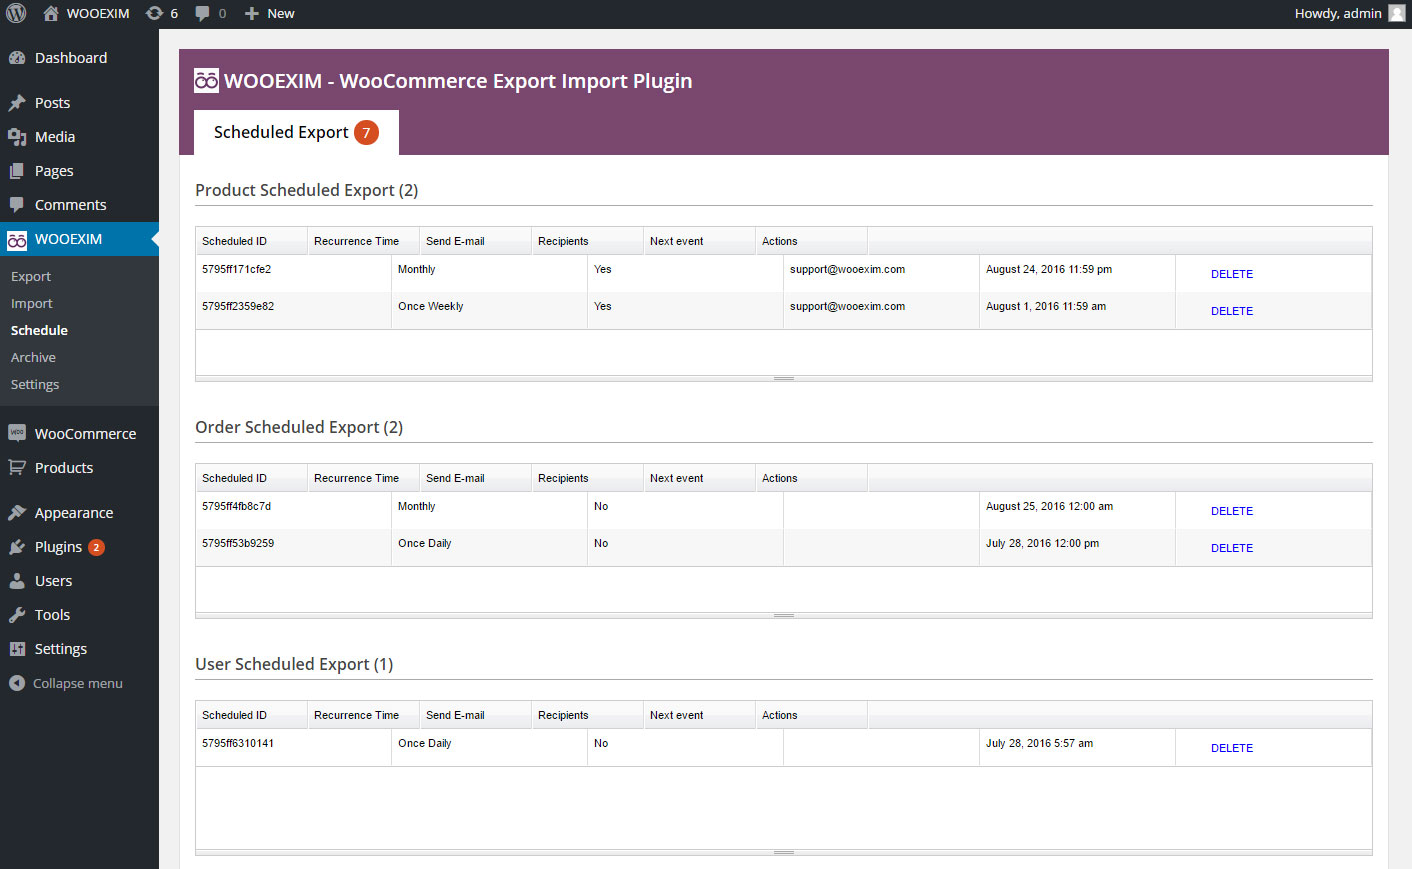 WOOEXIM 6 0 New Howdy, admin
Dashboard
Posts
Media
Pages
Comments
WOOEXIM
Export
Import
Schedule
Archive
Settings
WooCommerce
Products
Appearance
Plugins 2
Users
Tools
Settings
Collapse menu
WOOEXIM - WooCommerce Export Import Plugin
Scheduled Export 7
Product Scheduled Export (2)
Scheduled ID Recurrence Time Send E-mail Recipients Next event Actions
5795ff171cfe2 Monthly Yes support@wooexim.com August 24, 2016 11:59 pm DELETE
5795ff2359e82 Once Weekly Yes support@wooexim.com August 1, 2016 11:59 am DELETE
Order Scheduled Export (2)
Scheduled ID Recurrence Time Send E-mail Recipients Next event Actions
5795ff4fb8c7d Monthly No August 25, 2016 12:00 am DELETE
5795ff53b9259 Once Daily No July 28, 2016 12:00 pm DELETE
User Scheduled Export (1)
Scheduled ID Recurrence Time Send E-mail Recipients Next event Actions
5795ff6310141 Once Daily No July 28, 2016 5:57 am DELETE